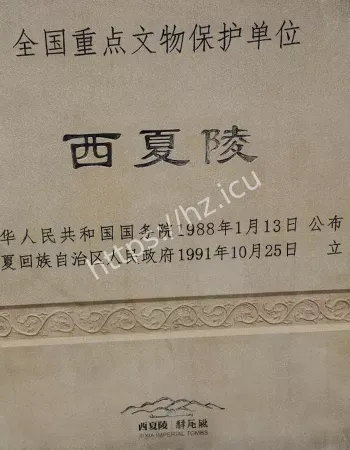 全国重点文物保护单位
西夏陵
华人民共和国国务院1988年1月13日 公布
夏回族自治区人民政府1991年10月25日 立
https://hz.icu
西夏陵
XIXIA IMPERIAL TOMBS